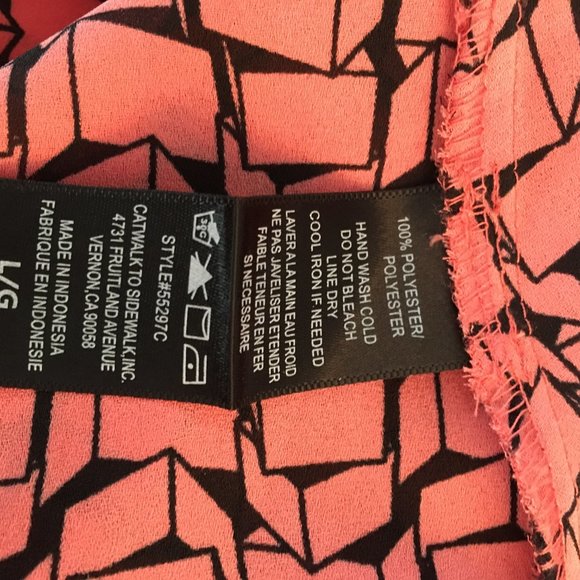 100% POLYESTER/
POLYESTER
HAND WASH COLD
DO NOT BLEACH
LINE DRY
COOL IRON IF NEEDED
LAVER A LA MAIN EAU FROID
NE PAS JAVELISER ETENDER
FAIBLE TENEUR EN FER
SI NECESSAIRE
STYLE#55297C
CATWALK TO SIDEWALK,INC.
4731 FRUITLAND AVENUE
VERNON,CA 90058
MADE IN INDONESIA
FABRIQUE EN INDONESIE
L/G